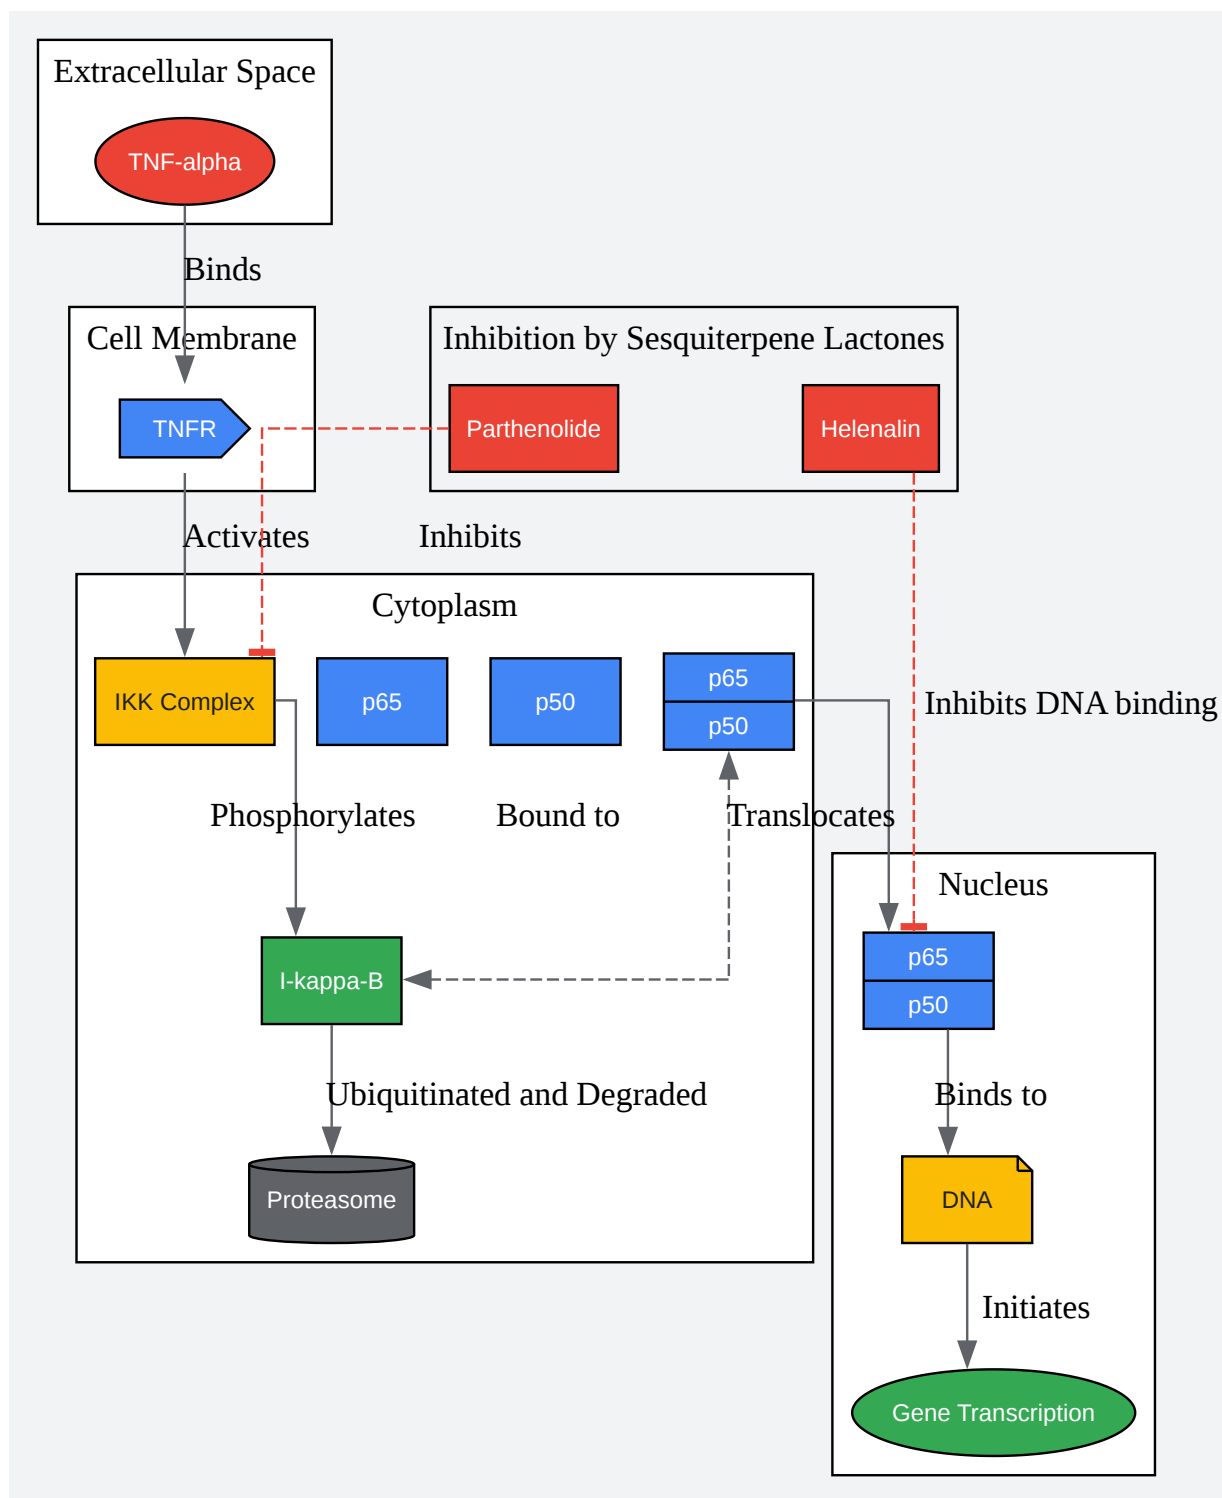 Extracellular Space
TNF-alpha
Binds
Cell Membrane
Inhibition by Sesquiterpene Lactones
TNFR
Parthenolide
Helenalin
Activates
Inhibits
Cytoplasm
IKK Complex
p65
p50
p65
p50
Inhibits DNA binding
Phosphorylates
Bound to
Translocates
Nucleus
I-kappa-B
p65
p50
Ubiquitinated and Degraded
Binds to
Proteasome
DNA
Initiates
Gene Transcription